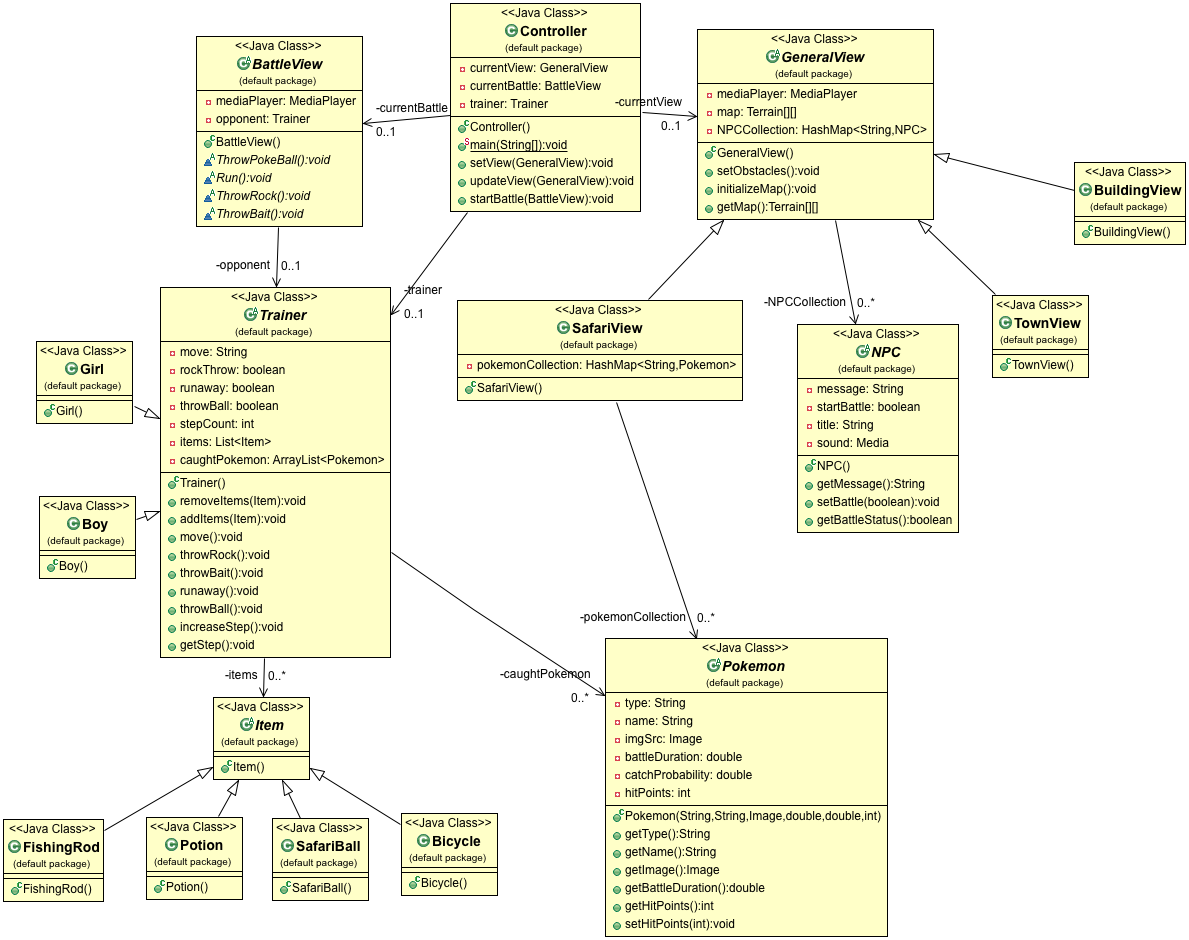 <<Java Class>>
BattleView
(default package)
mediaPlayer: MediaPlayer
opponent: Trainer
BattleView()
ThrowPokeBall():void
Run():void
ThrowRock():void
ThrowBait():void
<<Java Class>>
Controller
(default package)
currentView: GeneralView
currentBattle: BattleView
trainer: Trainer
Controller()
main(String[]):void
setView(GeneralView):void
updateView(GeneralView):void
startBattle(BattleView):void
<<Java Class>>
GeneralView
(default package)
mediaPlayer: MediaPlayer
map: Terrain[][]
NPCCollection: HashMap<String,NPC>
GeneralView()
setObstacles():void
initializeMap():void
getMap():Terrain[][]
-currentBattle
0..1
-currentView
0..1
<<Java Class>>
BuildingView
(default package)
BuildingView()
-opponent
0..1
-trainer
0..1
-NPCCollection
0..*
<<Java Class>>
Trainer
(default package)
move: String
rockThrow: boolean
runaway: boolean
throwBall: boolean
stepCount: int
items: List<Item>
caughtPokemon: ArrayList<Pokemon>
Trainer()
removeItems(Item):void
addItems(Item):void
move():void
throwRock():void
throwBait():void
runaway():void
throwBall():void
increaseStep():void
getStep():void
<<Java Class>>
SafariView
(default package)
pokemonCollection: HashMap<String,Pokemon>
SafariView()
<<Java Class>>
TownView
(default package)
TownView()
<<Java Class>>
NPC
(default package)
message: String
startBattle: boolean
title: String
sound: Media
NPC()
getMessage():String
setBattle(boolean):void
getBattleStatus():boolean
<<Java Class>>
Girl
(default package)
Girl()
<<Java Class>>
Boy
(default package)
Boy()
-pokemonCollection
0..*
-items
0..*
-caughtPokemon
0..*
<<Java Class>>
Pokemon
(default package)
type: String
name: String
imgSrc: Image
battleDuration: double
catchProbability: double
hitPoints: int
Pokemon(String,String,Image,double,double,int)
getType():String
getName():String
getImage():Image
getBattleDuration():double
getHitPoints():int
setHitPoints(int):void
<<Java Class>>
Item
(default package)
Item()
<<Java Class>>
FishingRod
(default package)
FishingRod()
<<Java Class>>
Potion
(default package)
Potion()
<<Java Class>>
SafariBall
(default package)
SafariBall()
<<Java Class>>
Bicycle
(default package)
Bicycle()